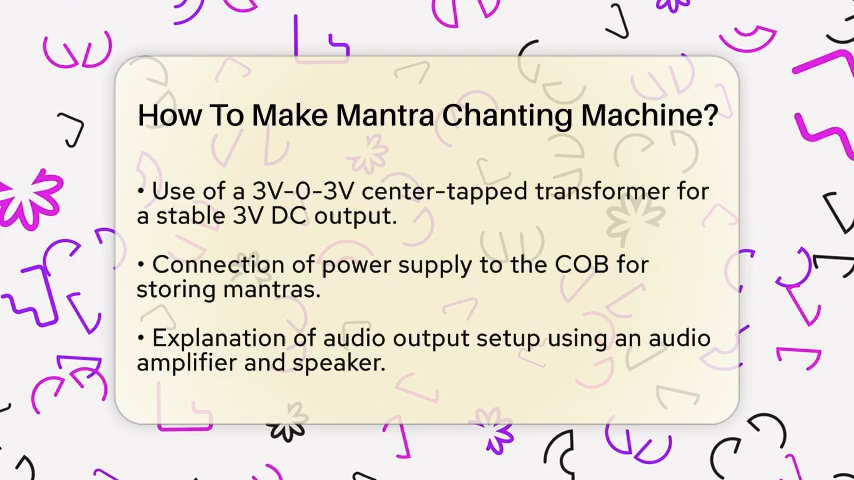 How To Make Mantra Chanting Machine?
• Use of a 3V-0-3V center-tapped transformer for
a stable 3V DC output.
• Connection of power supply to the COB for
storing mantras.
• Explanation of audio output setup using an audio
amplifier and speaker.